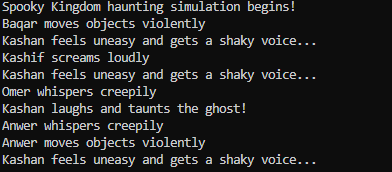 Spooky Kingdom haunting simulation begins!
Baqar moves objects violently
Kashan feels uneasy and gets a shaky voice...
Kashif screams loudly
Kashan feels uneasy and gets a shaky voice...
Omer whispers creepily
Kashan laughs and taunts the ghost!
Anwer whispers creepily
Anwer moves objects violently
Kashan feels uneasy and gets a shaky voice...